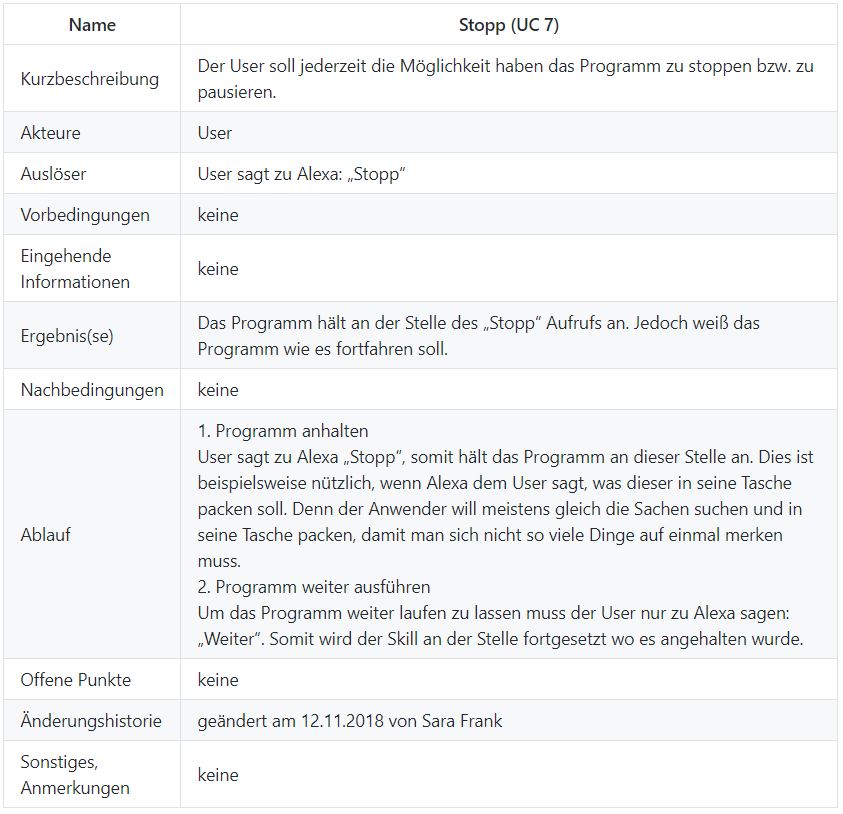 Name
Stopp (UC 7)
Kurzbeschreibung
Der User soll jederzeit die Möglichkeit haben das Programm zu stoppen bzw. zu
pausieren.
Akteure
User
Auslöser
User sagt zu Alexa: „Stopp“
Vorbedingungen
keine
Eingehende
Informationen
keine
Ergebnis(se)
Das Programm hält an der Stelle des „Stopp“ Aufrufs an. Jedoch weiß das
Programm wie es fortfahren soll.
Nachbedingungen
keine
Ablauf
1. Programm anhalten
User sagt zu Alexa „Stopp“, somit hält das Programm an dieser Stelle an. Dies ist
beispielsweise nützlich, wenn Alexa dem User sagt, was dieser in seine Tasche
packen soll. Denn der Anwender will meistens gleich die Sachen suchen und in
seine Tasche packen, damit man sich nicht so viele Dinge auf einmal merken
muss.
2. Programm weiter ausführen
Um das Programm weiter laufen zu lassen muss der User nur zu Alexa sagen:
„Weiter“. Somit wird der Skill an der Stelle fortgesetzt wo es angehalten wurde.
Offene Punkte
keine
Änderungshistorie
geändert am 12.11.2018 von Sara Frank
Sonstiges,
Anmerkungen
keine